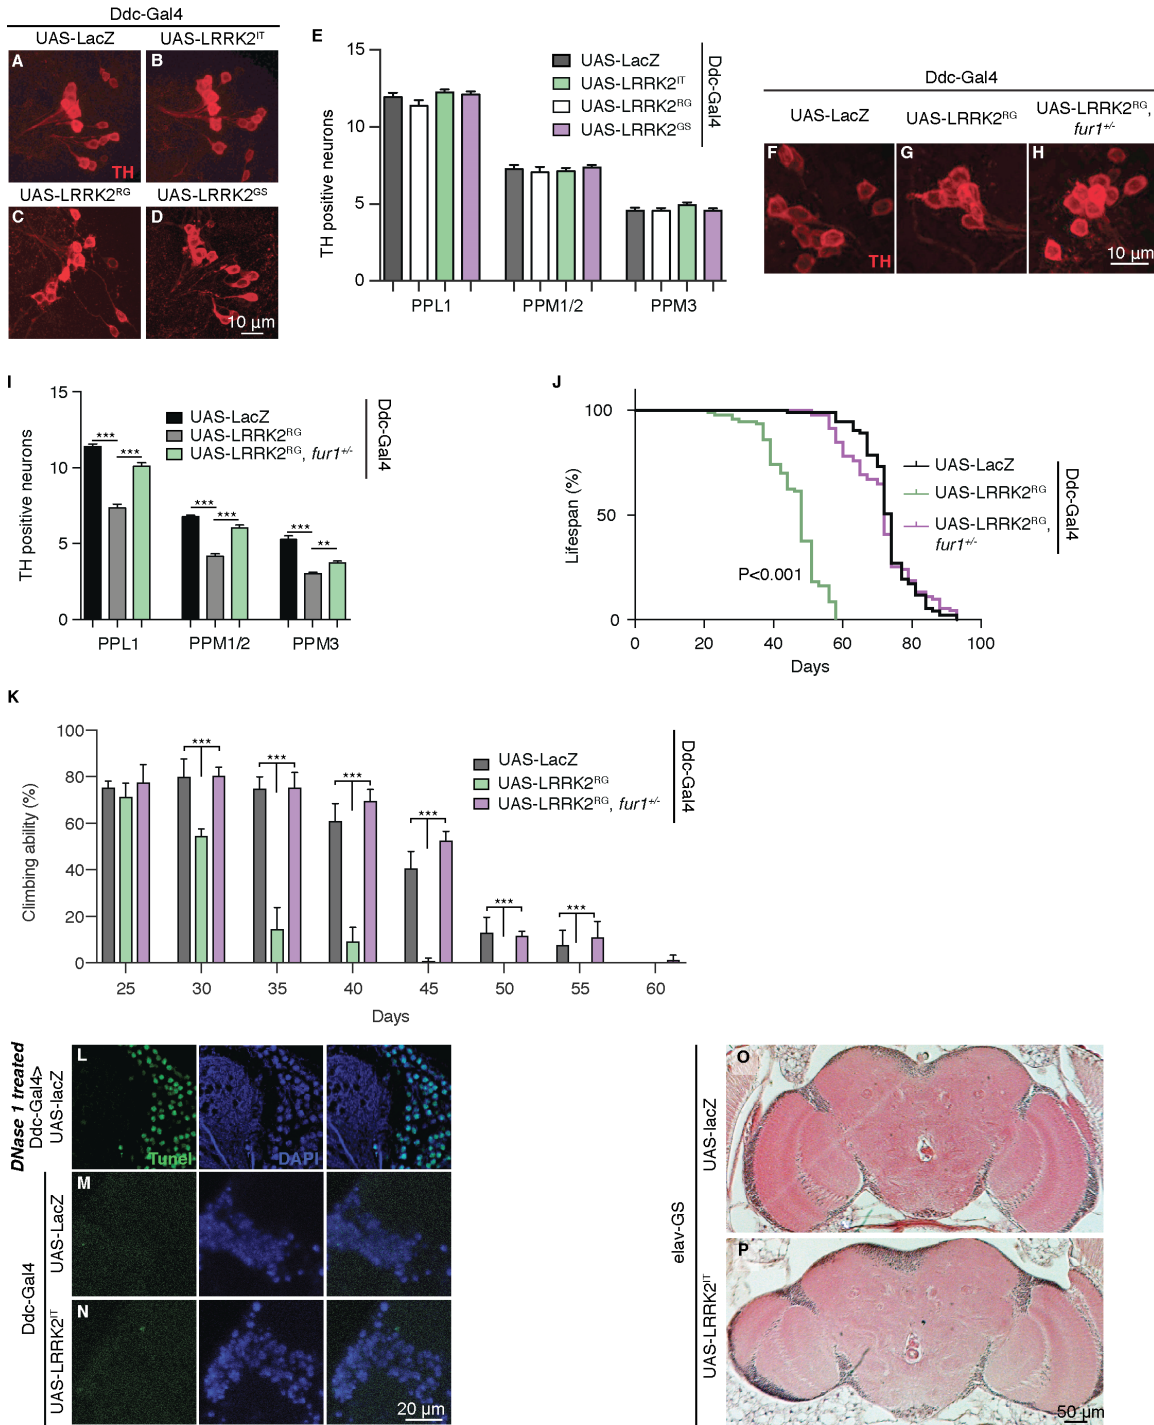 Ddc-Gal4
UAS-LacZ
UAS-LRRK2IT
A
B
TH
UAS-LRRK2RG
UAS-LRRK2GS
C
D
10 µm
E
15
10
5
0
TH positive neurons
UAS-LacZ
UAS-LRRK2IT
UAS-LRRK2RG
UAS-LRRK2GS
Ddc-Gal4
PPL1
PPM1/2
PPM3
Ddc-Gal4
UAS-LacZ
UAS-LRRK2RG
UAS-LRRK2RG,
fur1+/-
F
G
H
TH
10 µm
I
15
10
5
0
TH positive neurons
UAS-LacZ
UAS-LRRK2RG
UAS-LRRK2RG, fur1+/-
Ddc-Gal4
***
***
***
***
***
**
PPL1
PPM1/2
PPM3
J
100
50
0
Lifespan (%)
UAS-LacZ
UAS-LRRK2RG
UAS-LRRK2RG,
fur1+/-
Ddc-Gal4
P<0.001
0
20
40
60
80
100
Days
K
100
80
60
40
20
0
Climbing ability (%)
***
***
***
***
***
***
UAS-LacZ
UAS-LRRK2RG
UAS-LRRK2RG, fur1+/-
Ddc-Gal4
25
30
35
40
45
50
55
60
Days
DNase 1 treated
Ddc-Gal4>
UAS-lacZ
L
Tunel
DAPI
Ddc-Gal4
UAS-LacZ
M
UAS-LRRK2IT
N
20 µm
elav-GS
UAS-lacZ
O
UAS-LRRK2IT
P
50 µm